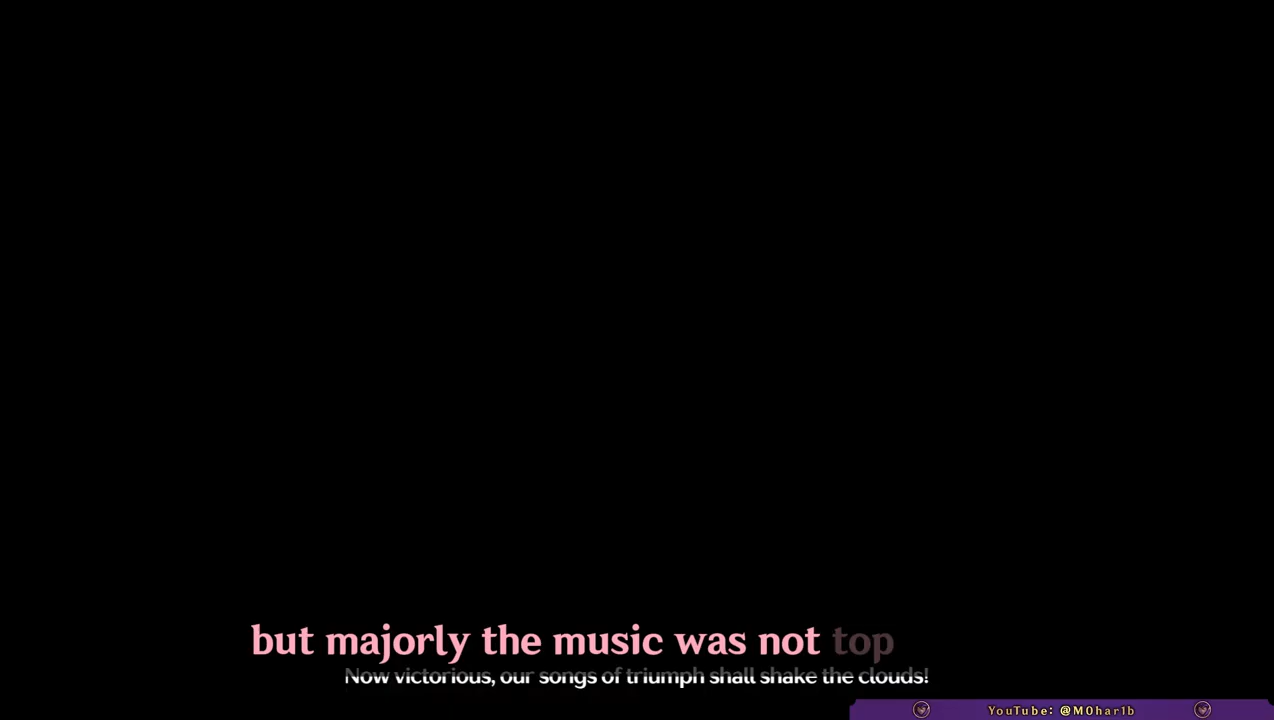 but majorly the music was not top
Now victorious, our songs of triumph shall shake the clouds!
YouTube: @M0har1b